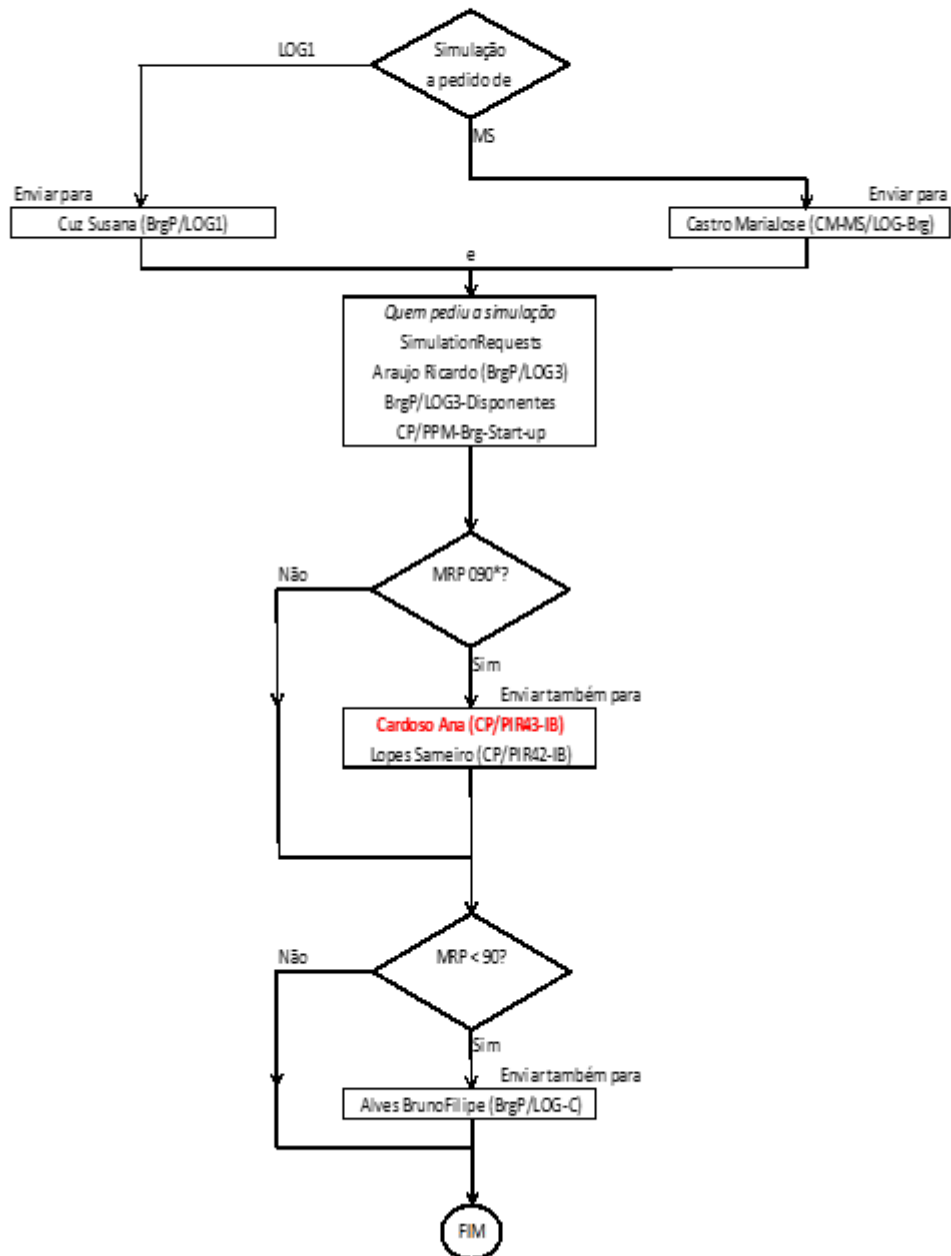 Simulação
a pedido de
LOG1
MS
Enviar para
Cuz Susana (BrgP/LOG1)
Enviar para
Castro MariaJose (CM-MS/LOG-Brg)
e
Quem pediu a simulação
SimulationRequests
Araujo Ricardo (BrgP/LOG3)
BrgP/LOG3-Disponentes
CP/PPM-Brg-Start-up
MRP 090*?
Não
Sim
Enviar também para
Cardoso Ana (CP/PIR43-IB)
Lopes Sameiro (CP/PIR42-IB)
MRP < 90?
Não
Sim
Enviar também para
Alves BrunoFilipe (BrgP/LOG-C)
FIM